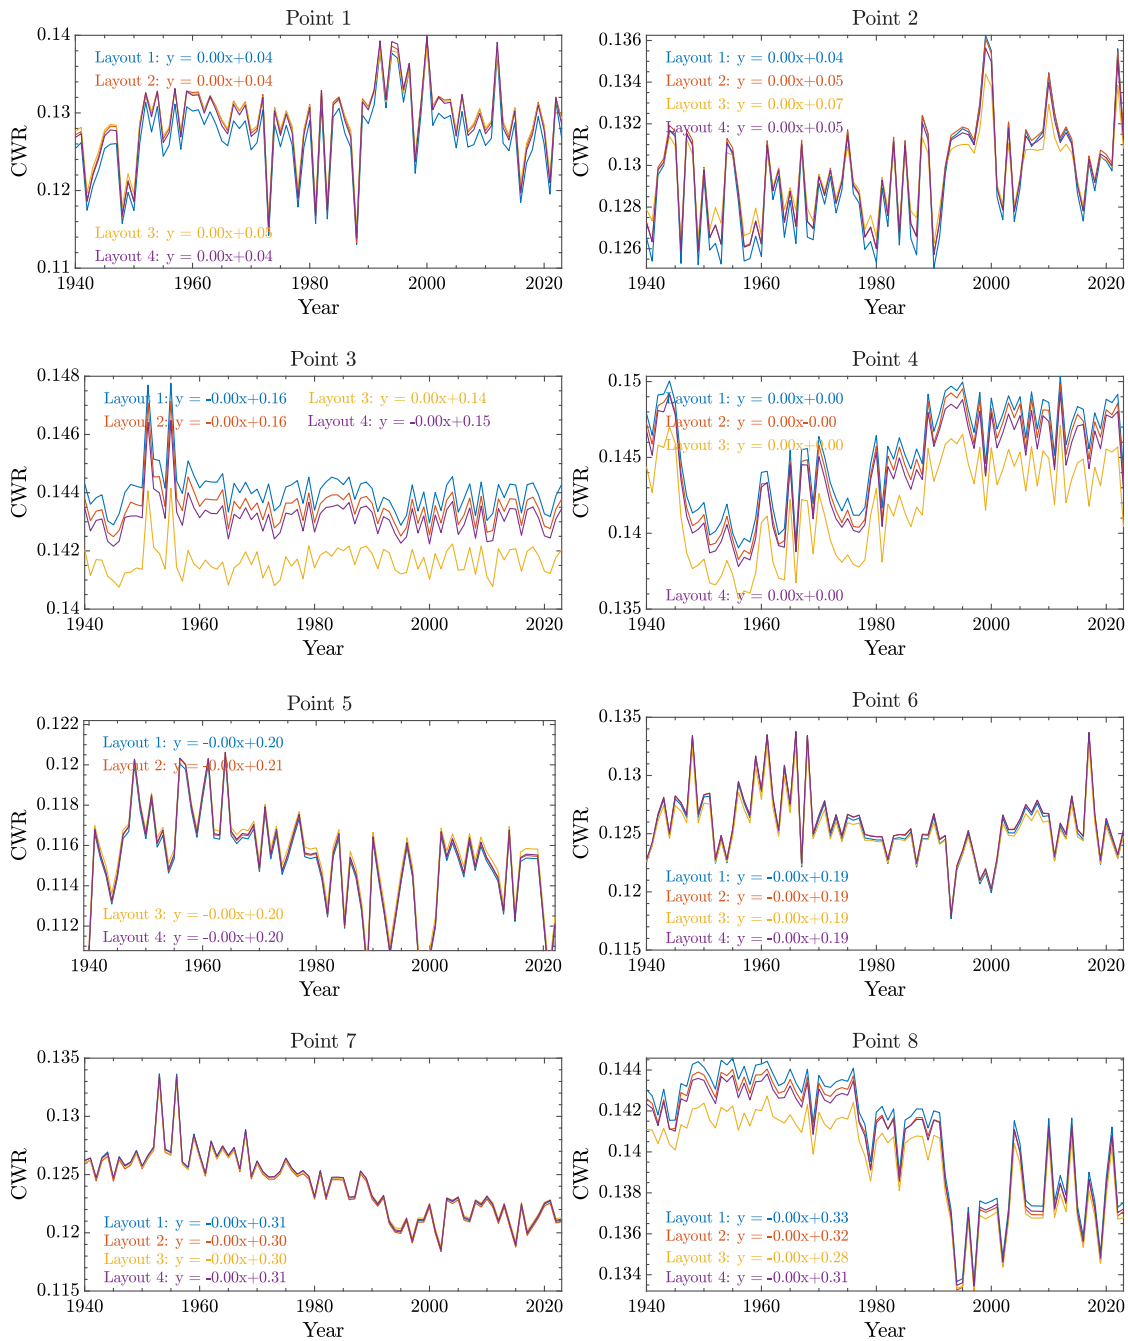 Point 1
CWR
0.14
0.13
0.12
0.11
Layout 1: y = 0.00x+0.04
Layout 2: y = 0.00x+0.04
Layout 3: y = 0.00x+0.05
Layout 4: y = 0.00x+0.04
1940 1960 1980 2000 2020
Year
Point 2
CWR
0.136
0.134
0.132
0.13
0.128
0.126
Layout 1: y = 0.00x+0.04
Layout 2: y = 0.00x+0.05
Layout 3: y = 0.00x+0.07
Layout 4: y = 0.00x+0.05
1940 1960 1980 2000 2020
Year
Point 3
CWR
0.148
0.146
0.144
0.142
0.14
Layout 1: y = -0.00x+0.16 Layout 3: y = 0.00x+0.14
Layout 2: y = -0.00x+0.16 Layout 4: y = -0.00x+0.15
1940 1960 1980 2000 2020
Year
Point 4
CWR
0.15
0.145
0.14
0.135
Layout 1: y = 0.00x+0.00
Layout 2: y = 0.00x-0.00
Layout 3: y = 0.00x+0.00
Layout 4: y = 0.00x+0.00
1940 1960 1980 2000 2020
Year
Point 5
CWR
0.122
0.12
0.118
0.116
0.114
0.112
Layout 1: y = -0.00x+0.20
Layout 2: y = -0.00x+0.21
Layout 3: y = -0.00x+0.20
Layout 4: y = -0.00x+0.20
1940 1960 1980 2000 2020
Year
Point 6
CWR
0.135
0.13
0.125
0.12
0.115
Layout 1: y = -0.00x+0.19
Layout 2: y = -0.00x+0.19
Layout 3: y = -0.00x+0.19
Layout 4: y = -0.00x+0.19
1940 1960 1980 2000 2020
Year
Point 7
CWR
0.135
0.13
0.125
0.12
0.115
Layout 1: y = -0.00x+0.31
Layout 2: y = -0.00x+0.30
Layout 3: y = -0.00x+0.30
Layout 4: y = -0.00x+0.31
1940 1960 1980 2000 2020
Year
Point 8
CWR
0.144
0.142
0.14
0.138
0.136
0.134
Layout 1: y = -0.00x+0.33
Layout 2: y = -0.00x+0.32
Layout 3: y = -0.00x+0.28
Layout 4: y = -0.00x+0.31
1940 1960 1980 2000 2020
Year